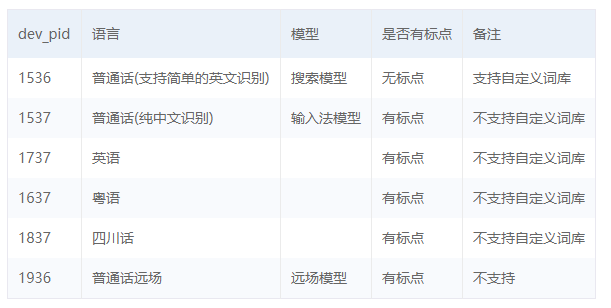 dev_pid 语言 模型 是否有标点 备注
1536 普通话(支持简单的英文识别) 搜索模型 无标点 支持自定义词库
1537 普通话(纯中文识别) 输入法模型 有标点 不支持自定义词库
1737 英语 有标点 不支持自定义词库
1637 粤语 有标点 不支持自定义词库
1837 四川话 有标点 不支持自定义词库
1936 普通话远场 远场模型 有标点 不支持